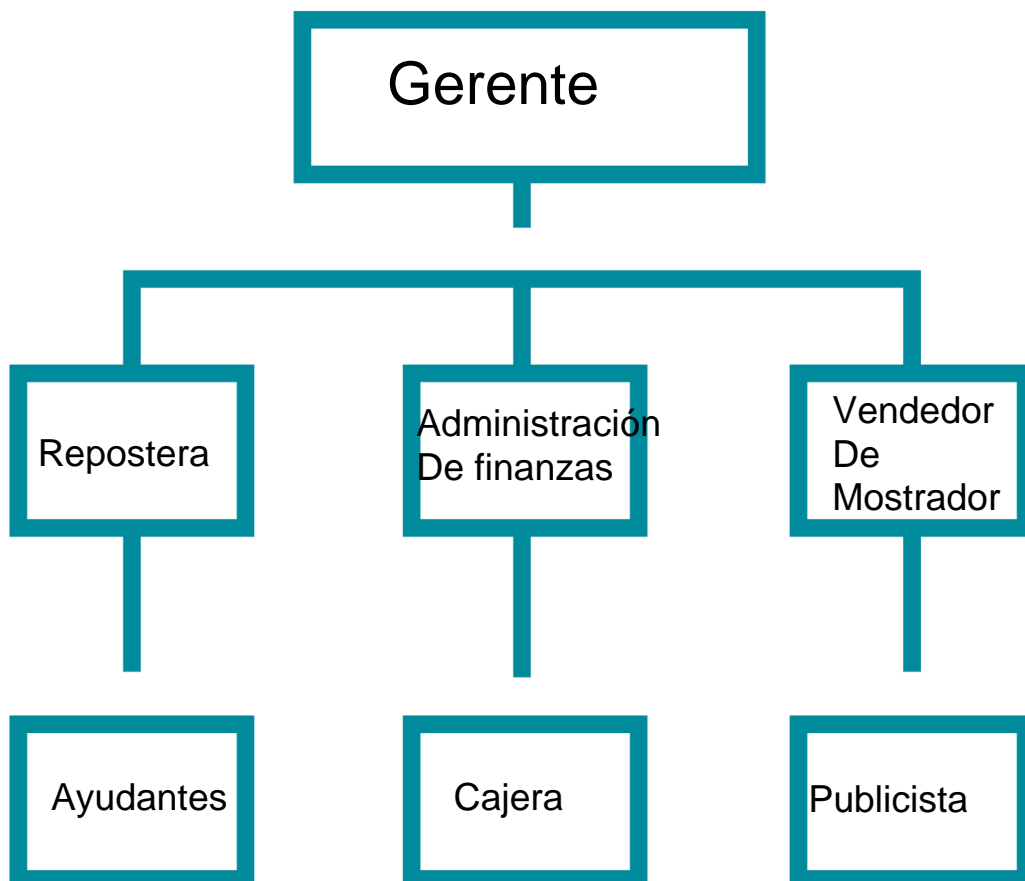 Gerente
Repostera
Administración
De finanzas
Vendedor
De
Mostrador
Ayudantes
Cajera
Publicista